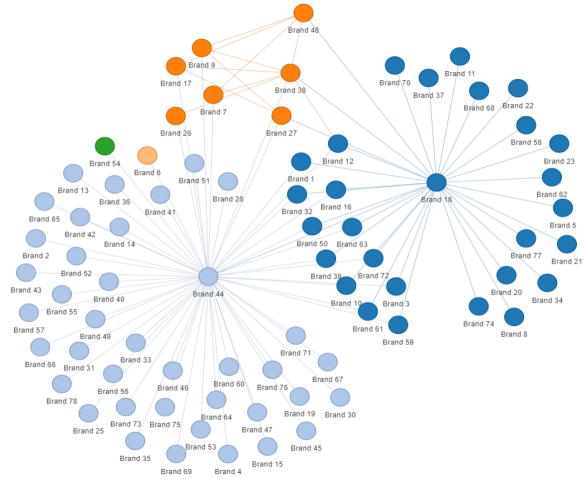 Brand 48
Brand 9
Brand 11
Brand 17
Brand 38
Brand 70
Brand 37
Brand 68
Brand 22
Brand 7
Brand 26
Brand 27
Brand 58
Brand 54
Brand 6
Brand 12
Brand 23
Brand 51
Brand 1
Brand 13
Brand 36
Brand 28
Brand 62
Brand 41
Brand 32
Brand 16
Brand 18
Brand 65
Brand 5
Brand 42
Brand 14
Brand 50
Brand 63
Brand 2
Brand 77
Brand 21
Brand 52
Brand 39
Brand 72
Brand 43
Brand 40
Brand 44
Brand 20
Brand 34
Brand 55
Brand 10
Brand 3
Brand 57
Brand 49
Brand 61
Brand 74
Brand 8
Brand 59
Brand 66
Brand 31
Brand 33
Brand 71
Brand 78
Brand 56
Brand 46
Brand 60
Brand 76
Brand 67
Brand 25
Brand 73
Brand 75
Brand 64
Brand 19
Brand 30
Brand 35
Brand 53
Brand 47
Brand 45
Brand 69
Brand 4
Brand 15